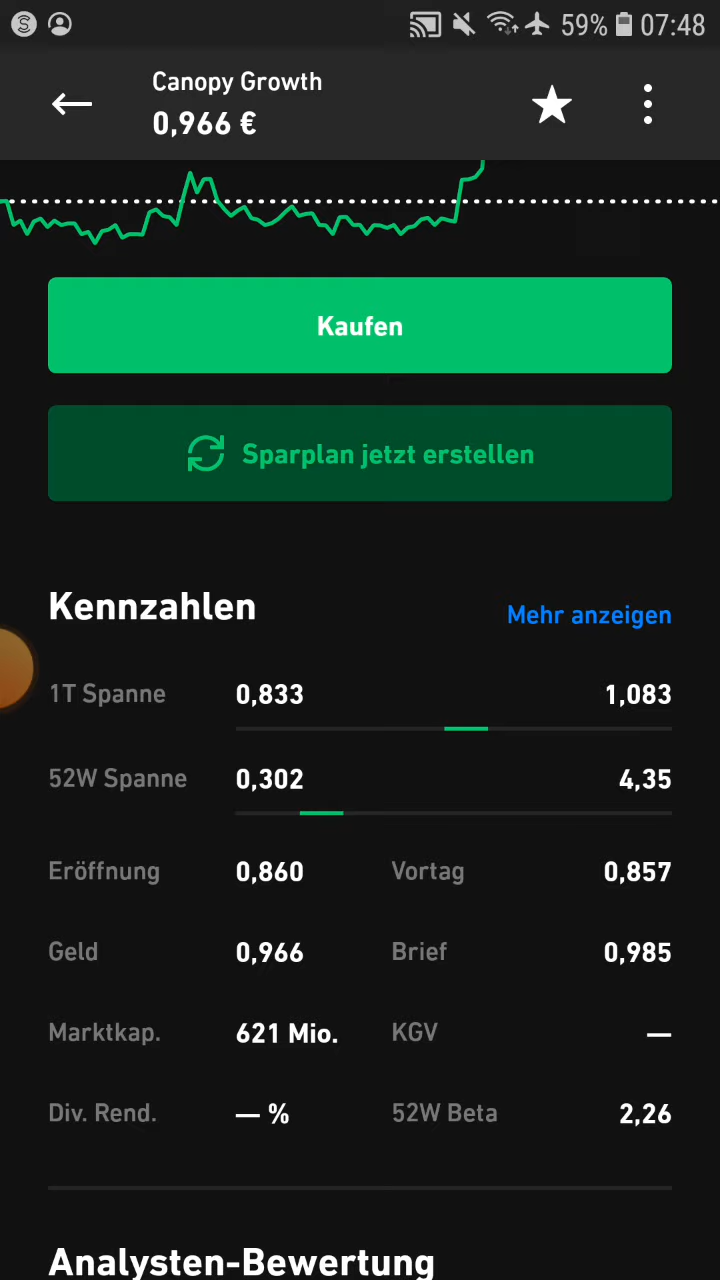 59% 07:48
Canopy Growth
0,966 €
Kaufen
Sparplan jetzt erstellen
Kennzahlen Mehr anzeigen
1T Spanne 0,833 1,083
52W Spanne 0,302 4,35
Eröffnung 0,860 Vortag 0,857
Geld 0,966 Brief 0,985
Marktkap. 621 Mio. KGV —
Div. Rend. — % 52W Beta 2,26
Analysten-Bewertung